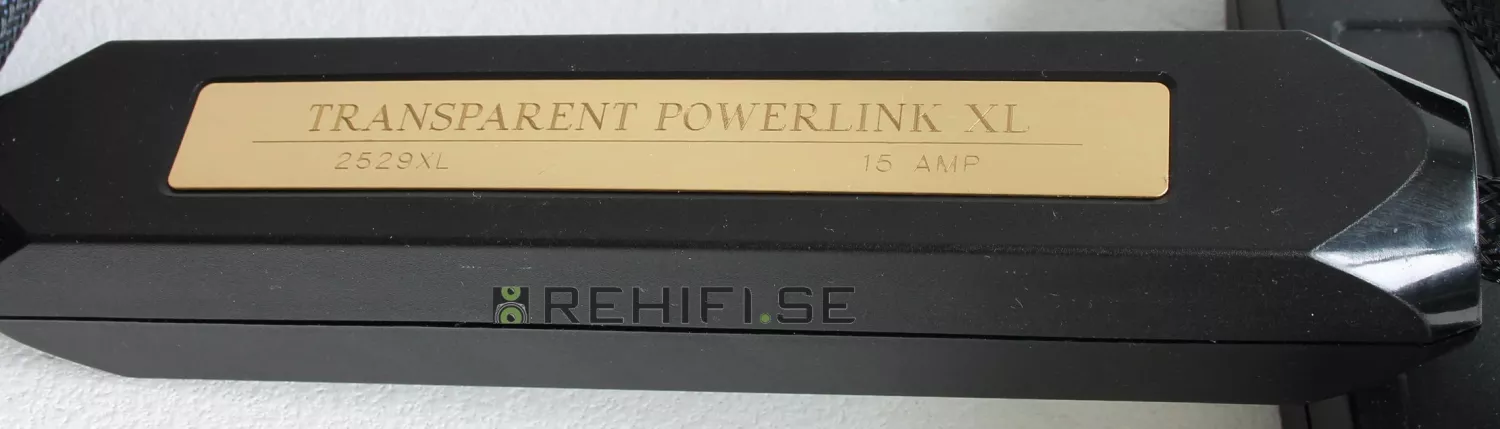 TRANSPARENT POWERLINK XL
2529XL 15 AMP
REHIFI.SE